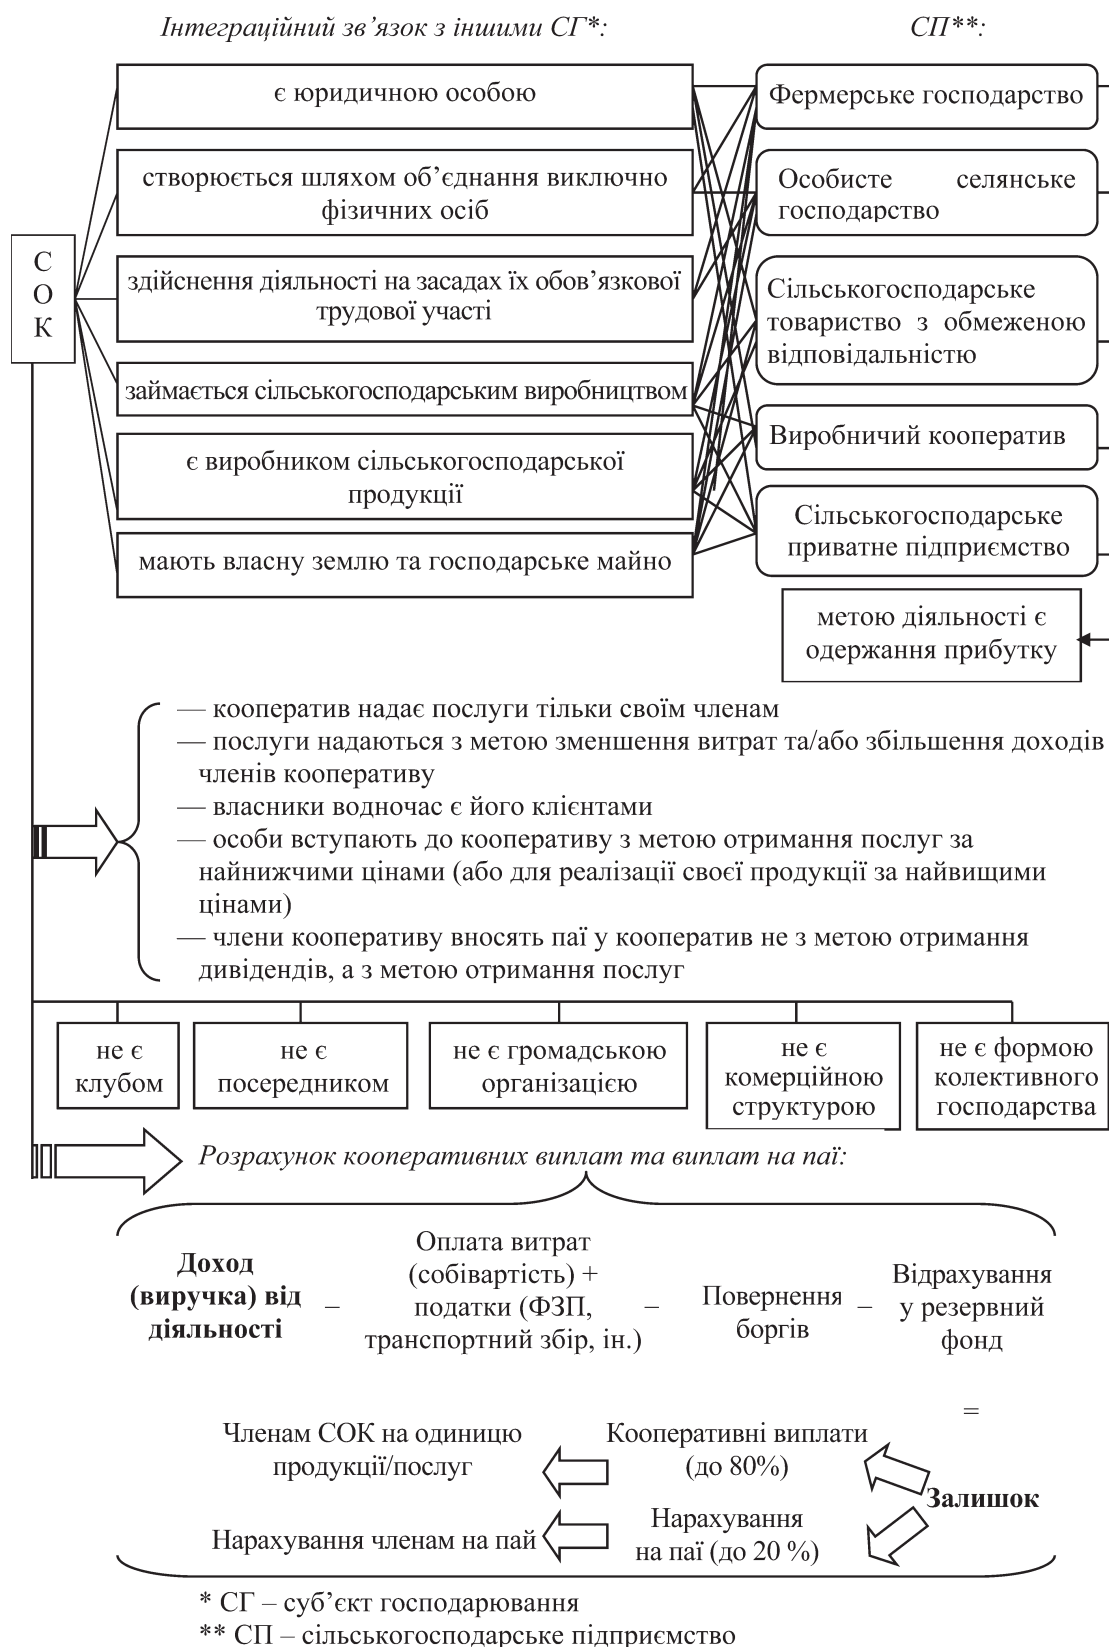 Інтеграційний зв’язок з іншими СГ*:
СП**:
С
О
К
є юридичною особою
створюється шляхом об’єднання виключно
фізичних осіб
здійснення діяльності на засадах їх обов’язкової
трудової участі
займається сільськогосподарським виробництвом
є виробником сільськогосподарської
продукції
мають власну землю та господарське майно
Фермерське господарство
Особисте селянське
господарство
Сільськогосподарське
товариство з обмеженою
відповідальністю
Виробничий кооператив
Сільськогосподарське
приватне підприємство
метою діяльності є
одержання прибутку
— кооператив надає послуги тільки своїм членам
— послуги надаються з метою зменшення витрат та/або збільшення доходів
членів кооперативу
— власники водночас є його клієнтами
— особи вступають до кооперативу з метою отримання послуг за
найнижчими цінами (або для реалізації своєї продукції за найвищими
цінами)
— члени кооперативу вносять паї у кооператив не з метою отримання
дивідендів, а з метою отримання послуг
не є
клубом
не є
посередником
не є громадською
організацією
не є
комерційною
структурою
не є формою
колективного
господарства
Розрахунок кооперативних виплат та виплат на паї:
Доход
(виручка) від
діяльності
–
Оплата витрат
(собівартість) +
податки (ФЗП,
транспортний збір, ін.)
–
Повернення
боргів
–
Відрахування
у резервний
фонд
=
Залишок
Кооперативні виплати
(до 80%)
Членам СОК на одиницю
продукції/послуг
Нарахування
на паї (до 20 %)
Нарахування членам на пай
* СГ – суб’єкт господарювання
** СП – сільськогосподарське підприємство